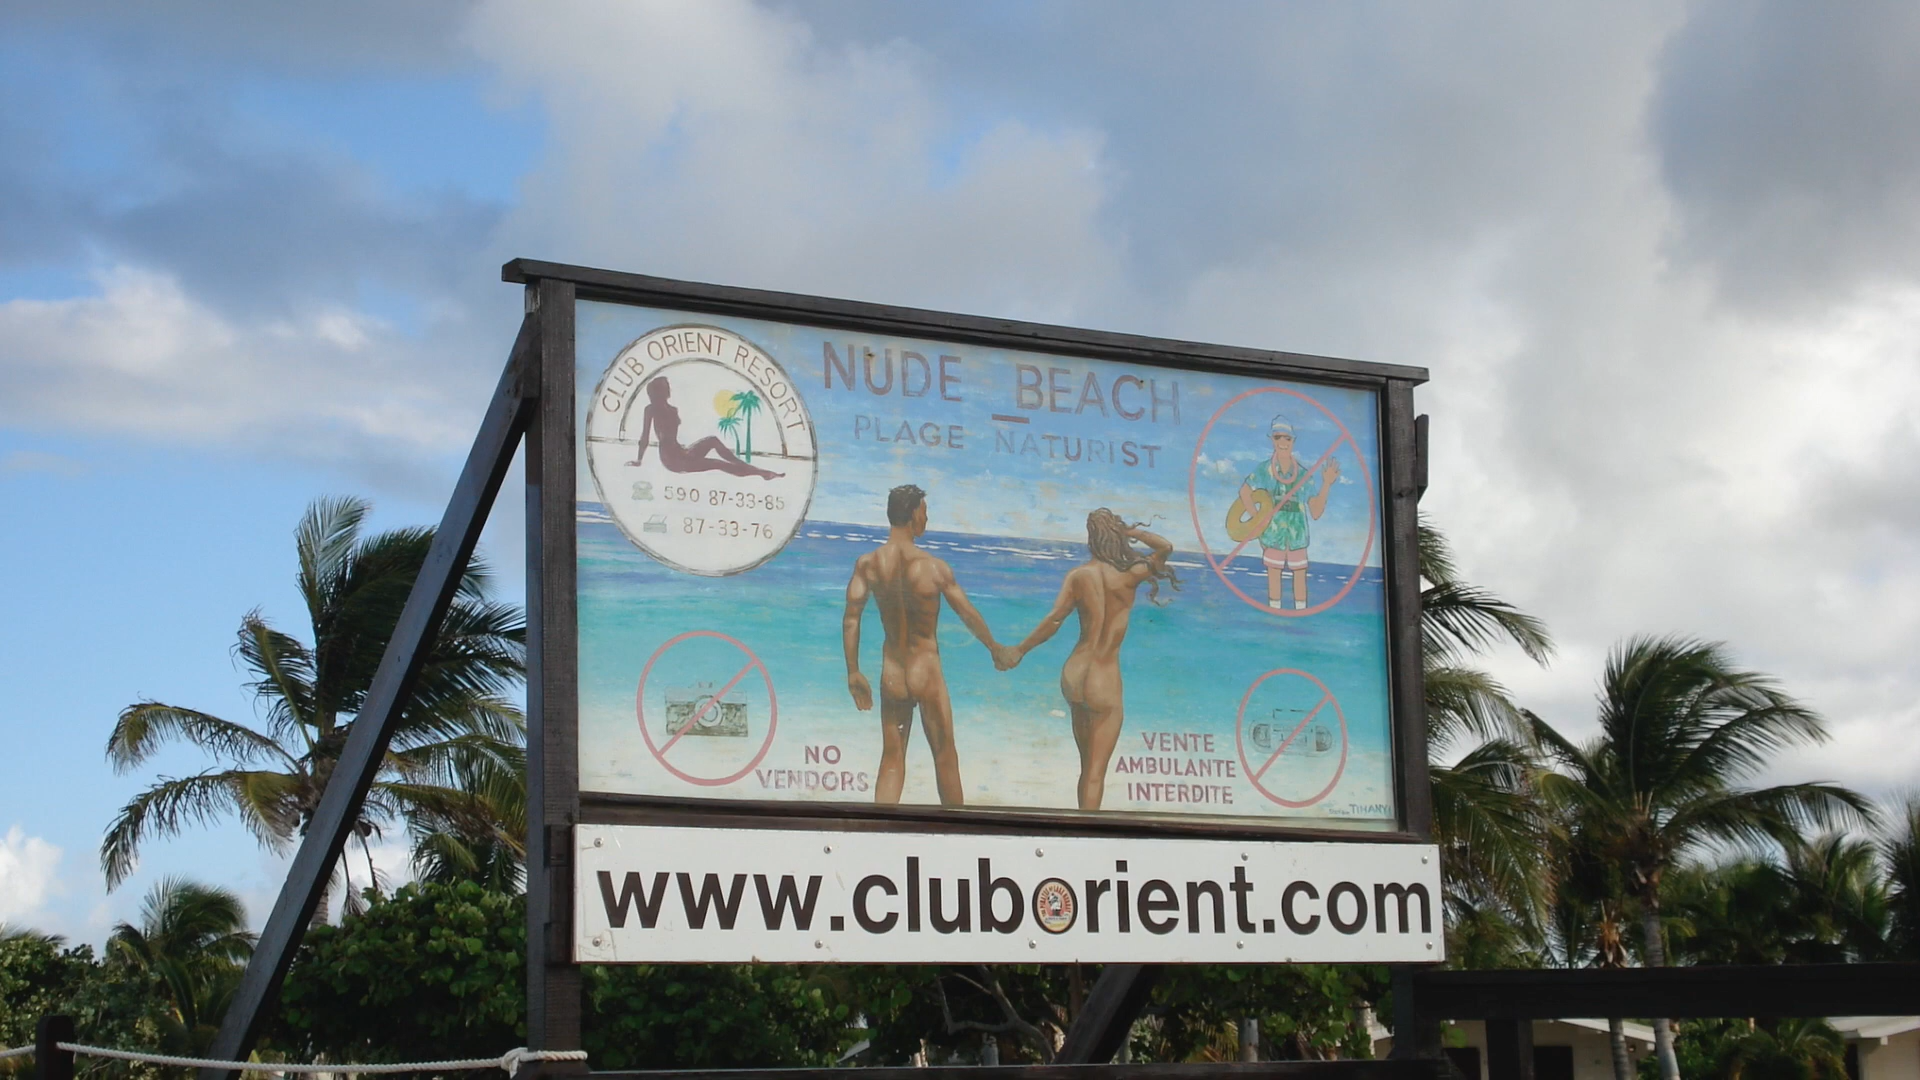 CLUB ORIENT RESORT
590 87-33-85
87-33-76
NUDE BEACH
PLAGE NATURIST
NO
VENDORS
VENTE
AMBULANTE
INTERDITE
TIHANYI
www.cluborient.com